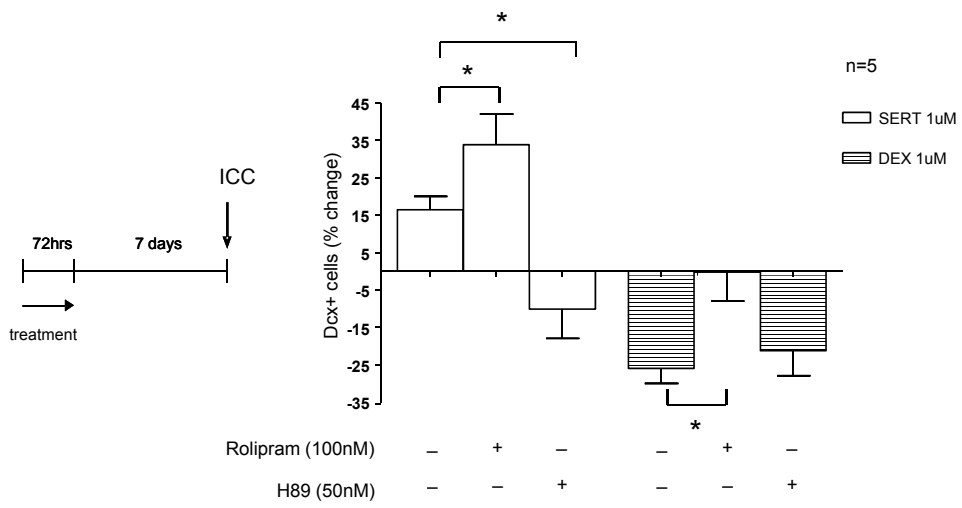 *
*
n=5
SERT 1uM
DEX 1uM
ICC
72hrs
7 days
treatment
Dcx+ cells (% change)
45
35
25
15
5
-5
-15
-25
-35
*
Rolipram (100nM) – + – – + –
H89 (50nM) – – + – – +